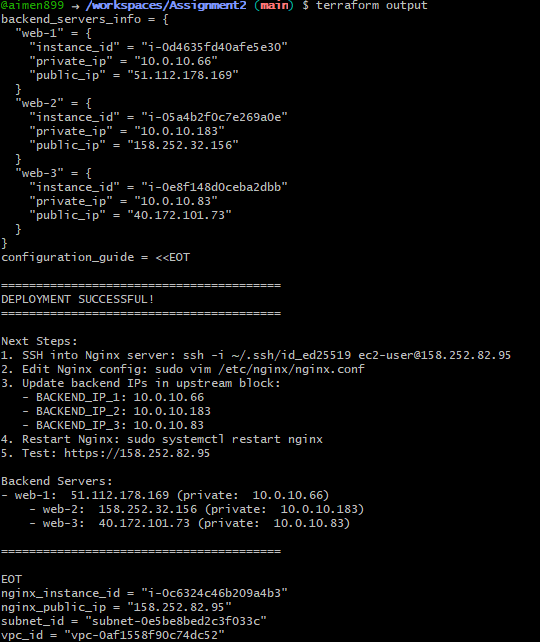 @aimen899 → /workspaces/Assignment2 (main) $ terraform output
backend_servers_info = {
  "web-1" = {
    "instance_id" = "i-0d4635fd40afe5e30"
    "private_ip" = "10.0.10.66"
    "public_ip" = "51.112.178.169"
  }
  "web-2" = {
    "instance_id" = "i-05a4b2f0c7e269a0e"
    "private_ip" = "10.0.10.183"
    "public_ip" = "158.252.32.156"
  }
  "web-3" = {
    "instance_id" = "i-0e8f148d0ceba2dbb"
    "private_ip" = "10.0.10.83"
    "public_ip" = "40.172.101.73"
  }
}
configuration_guide = <<EOT

========================================
DEPLOYMENT SUCCESSFUL!
========================================

Next Steps:
1. SSH into Nginx server: ssh -i ~/.ssh/id_ed25519 ec2-user@158.252.82.95
2. Edit Nginx config: sudo vim /etc/nginx/nginx.conf
3. Update backend IPs in upstream block:
   - BACKEND_IP_1: 10.0.10.66
   - BACKEND_IP_2: 10.0.10.183
   - BACKEND_IP_3: 10.0.10.83
4. Restart Nginx: sudo systemctl restart nginx
5. Test: https://158.252.82.95

Backend Servers:
- web-1:  51.112.178.169 (private:  10.0.10.66)
    - web-2:  158.252.32.156 (private:  10.0.10.183)
    - web-3:  40.172.101.73 (private:  10.0.10.83)

========================================

EOT
nginx_instance_id = "i-0c6324c46b209a4b3"
nginx_public_ip = "158.252.82.95"
subnet_id = "subnet-0e5be8bed2c3f033c"
vpc_id = "vpc-0af1558f90c74dc52"